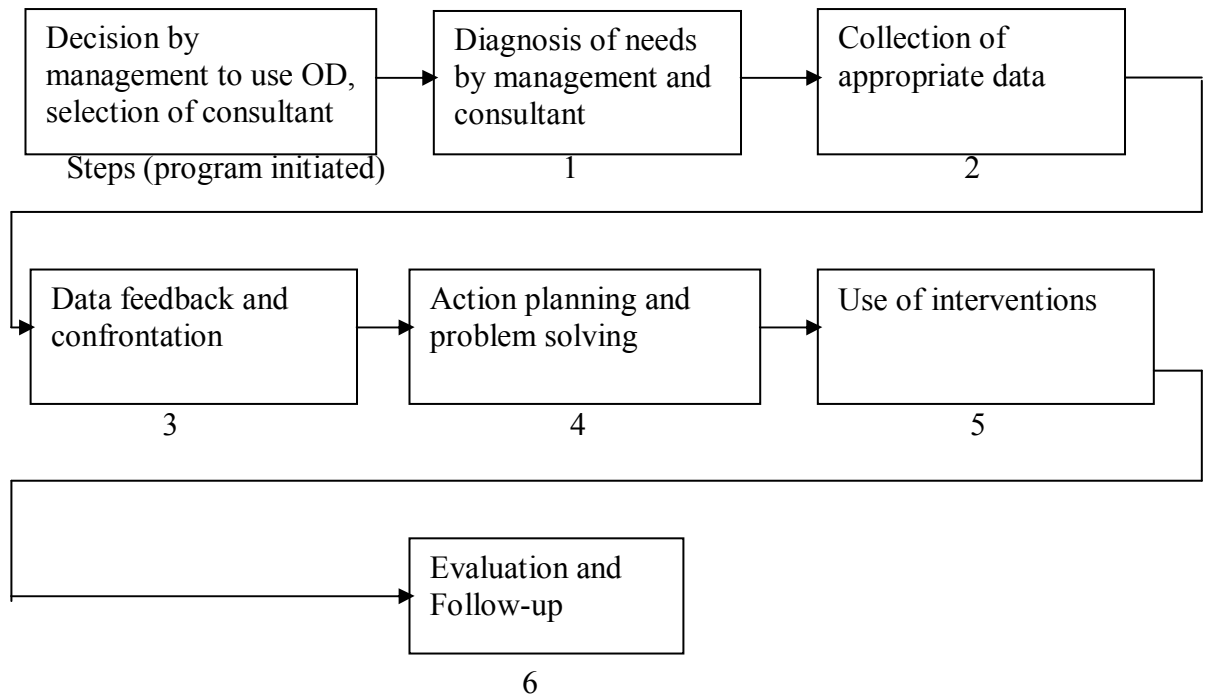 Decision by
management to use OD,
selection of consultant
Diagnosis of needs
by management and
consultant
Collection of
appropriate data
Steps (program initiated)
1
2
Data feedback and
confrontation
Action planning and
problem solving
Use of interventions
3
4
5
Evaluation and
Follow-up
6